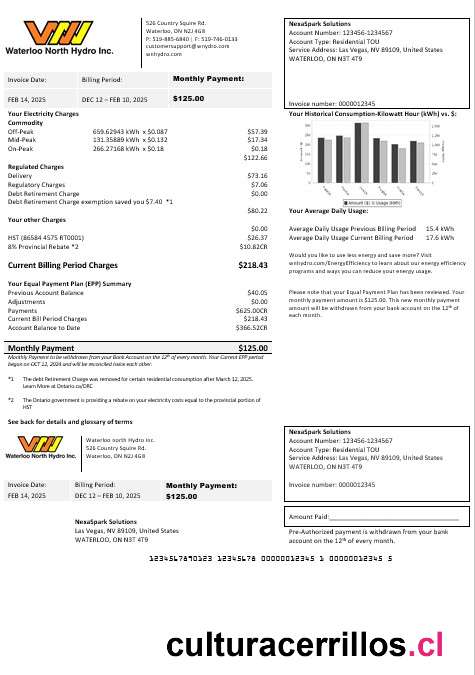 Waterloo North Hydro Inc.
526 Country Squire Rd.
Waterloo, ON N2J 4G8
P: 519-885-6840 | F: 519-746-0133
customersupport@wnhydro.com
wnhydro.com
NexaSpark Solutions
Account Number: 123456-1234567
Account Type: Residential TOU
Service Address: Las Vegas, NV 89109, United States
WATERLOO, ON N3T 4T9
Invoice number: 0000012345
Invoice Date: Billing Period: Monthly Payment:
FEB 14, 2025 DEC 12 – FEB 10, 2025 $125.00
Your Electricity Charges
Commodity
Off-Peak 659.62943 kWh x $0.087 $57.39
Mid-Peak 131.35889 kWh x $0.132 $17.34
On-Peak 266.27168 kWh x $0.18 $0.18
$122.66
Regulated Charges
Delivery $73.16
Regulatory Charges $7.06
Debt Retirement Charge $0.00
Debt Retirement Charge exemption saved you $7.40 *1
$80.22
Your other Charges
$0.00
HST (86584 4575 RT0001) $26.37
8% Provincial Rebate *2 $10.82CR
Current Billing Period Charges $218.43
Your Equal Payment Plan (EPP) Summary
Previous Account Balance $40.05
Adjustments $0.00
Payments $625.00CR
Current Bill Period Charges $218.43
Account Balance to Date $366.52CR
Monthly Payment $125.00
Monthly Payment to be withdrawn from your Bank Account on the 12th of every month. Your Current EPP period
began on OCT 12, 2024 and will be reconciled twice each other.
*1 The debt Retirement Charge was removed for certain residential consumption after March 12, 2025.
Learn More at Ontario.ca/DRC
*2 The Ontario government is providing a rebate on your electricity costs equal to the provincial portion of
HST
See back for details and glossary of terms
Your Historical Consumption-Kilowatt Hour (kWh) vs. $:
Amount ($) Usage (kWh)
Your Average Daily Usage:
Average Daily Usage Previous Billing Period 15.4 kWh
Average Daily Usage Current Billing Period 17.6 kWh
Would you like to use less energy and save more? Visit
wnhydro.com/EnergyEfficiency to learn about our energy efficiency
programs and ways you can reduce your energy usage.
Please note that your Equal Payment Plan has been reviewed. Your
monthly payment amount is $125.00. This new monthly payment
amount will be withdrawn from your bank account on the 12th of
each month.
Waterloo North Hydro Inc.
Waterloo north Hydro Inc.
526 Country Squire Rd.
Waterloo, ON N2J 4G8
NexaSpark Solutions
Account Number: 123456-1234567
Account Type: Residential TOU
Service Address: Las Vegas, NV 89109, United States
WATERLOO, ON N3T 4T9
Invoice number: 0000012345
Invoice Date: Billing Period: Monthly Payment:
FEB 14, 2025 DEC 12 – FEB 10, 2025 $125.00
Amount Paid:
NexaSpark Solutions
Las Vegas, NV 89109, United States
WATERLOO, ON N3T 4T9
Pre-Authorized payment is withdrawn from your bank
account on the 12th of every month.
1234567890123 12345678 00000012345 1 00000012345 5
culturacerrillos.cl